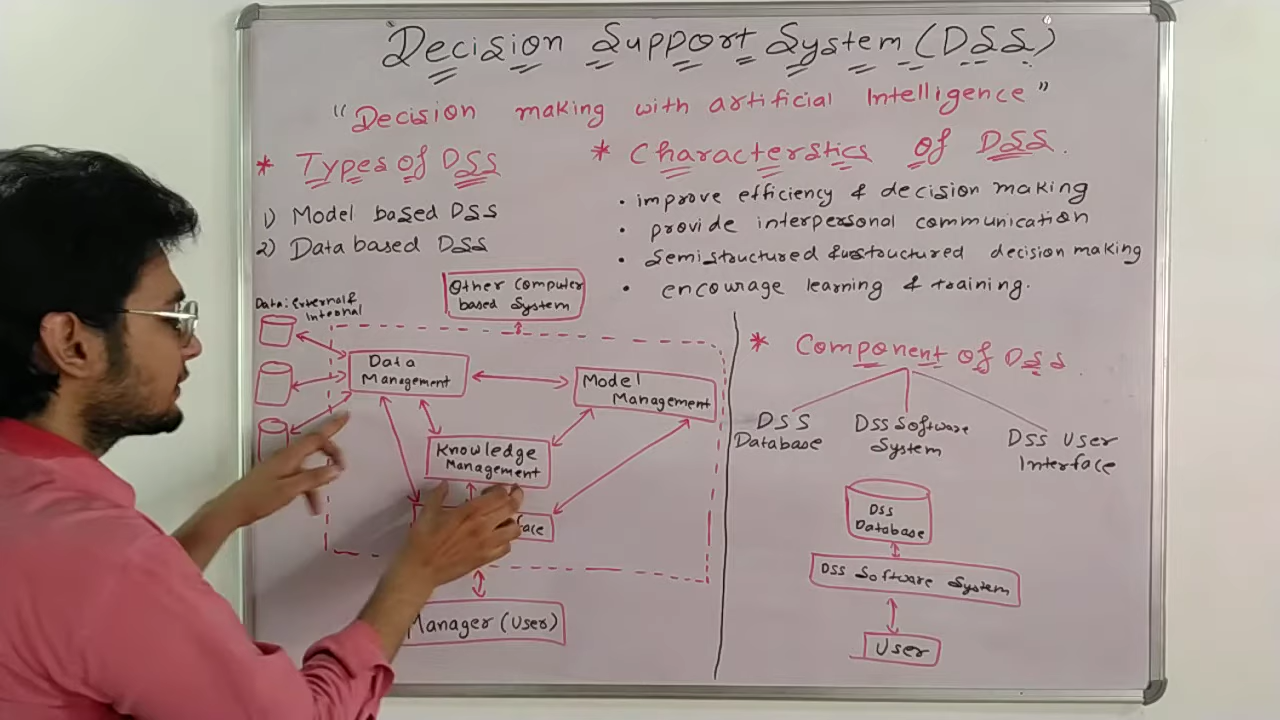 Decision Support System (DSS)
"Decision making with artificial Intelligence"
* Types of DSS
1) Model based DSS
2) Data based DSS
* Characterstics of DSS.
• improve efficiency & decision making
• provide interpersonal communication
• Semistructured & unstructured decision making
• encourage learning & training.
Other Computer
based System
Data: External &
Internal
Data
Management
Model
Management
Knowledge
Management
face
Manager (User)
* Component of DSS.
DSS
Database
DSS Software
System
DSS User
Interface
DSS
Database
DSS Software System
User